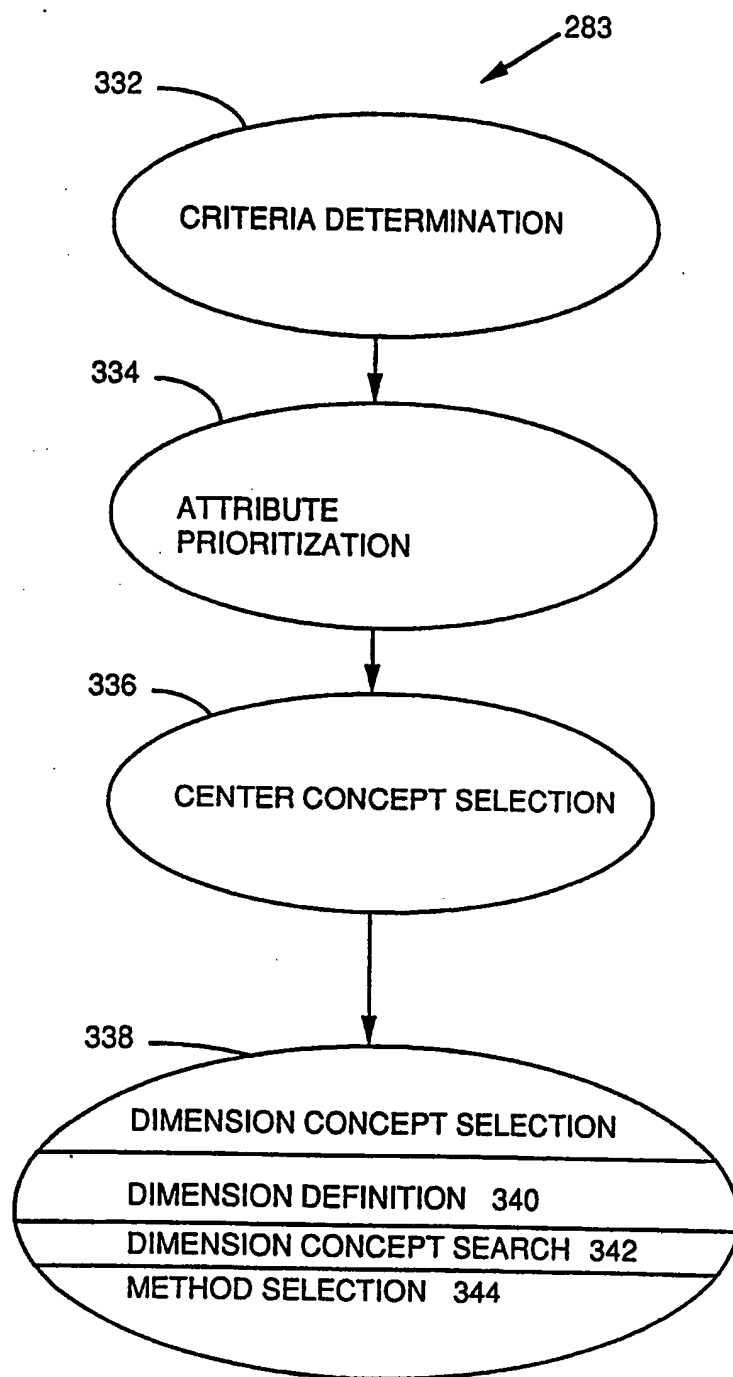 283
332
CRITERIA DETERMINATION
334
ATTRIBUTE
PRIORITIZATION
336
CENTER CONCEPT SELECTION
338
DIMENSION CONCEPT SELECTION
DIMENSION DEFINITION 340
DIMENSION CONCEPT SEARCH 342
METHOD SELECTION 344